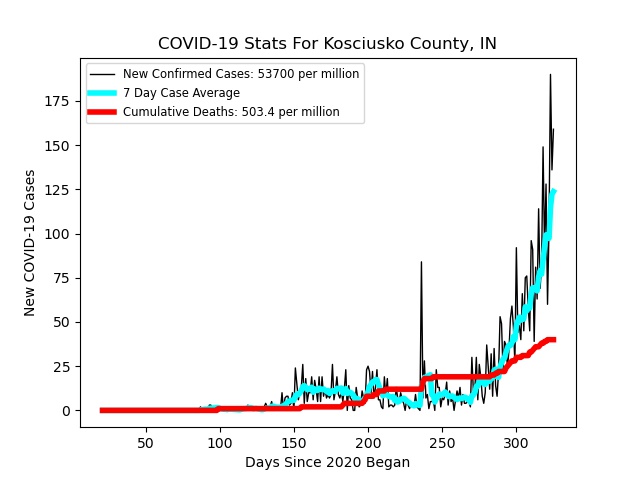 COVID-19 Stats For Kosciusko County, IN
New Confirmed Cases: 53700 per million
7 Day Case Average
Cumulative Deaths: 503.4 per million
New COVID-19 Cases
175
150
125
100
75
50
25
0
50 100 150 200 250 300
Days Since 2020 Began